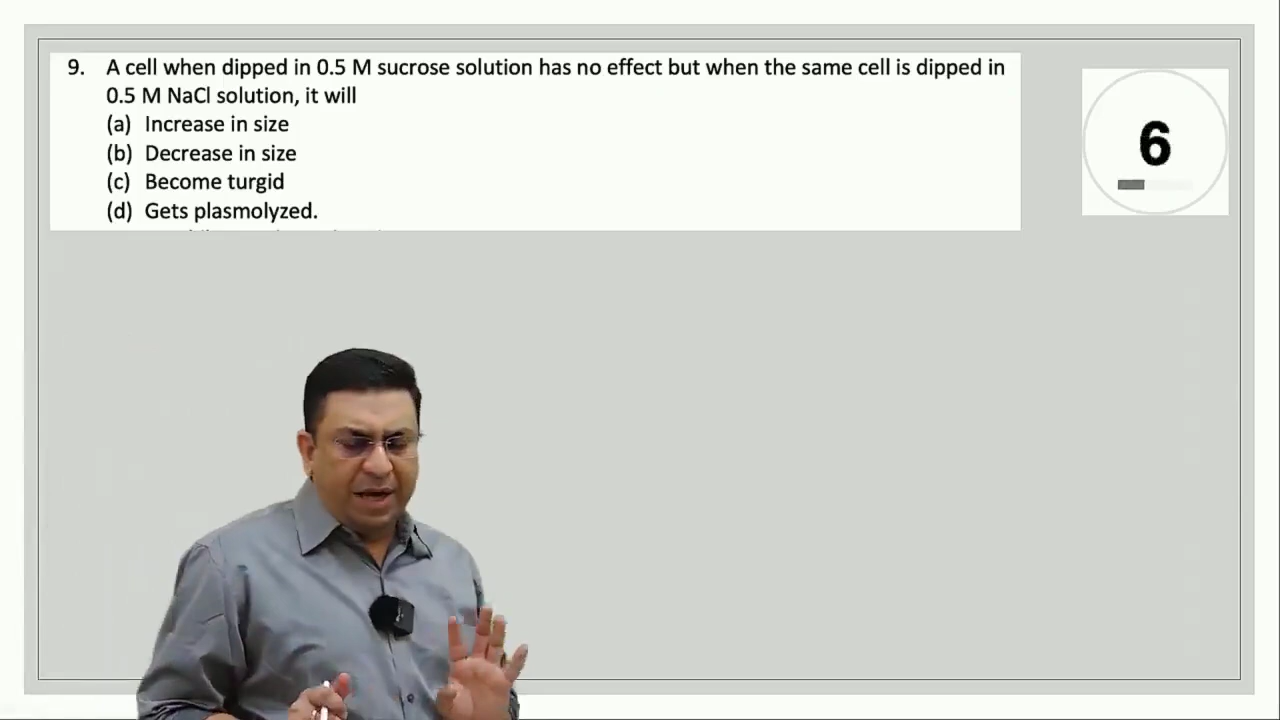 9. A cell when dipped in 0.5 M sucrose solution has no effect but when the same cell is dipped in
0.5 M NaCl solution, it will
(a) Increase in size
(b) Decrease in size
(c) Become turgid
(d) Gets plasmolyzed.
6